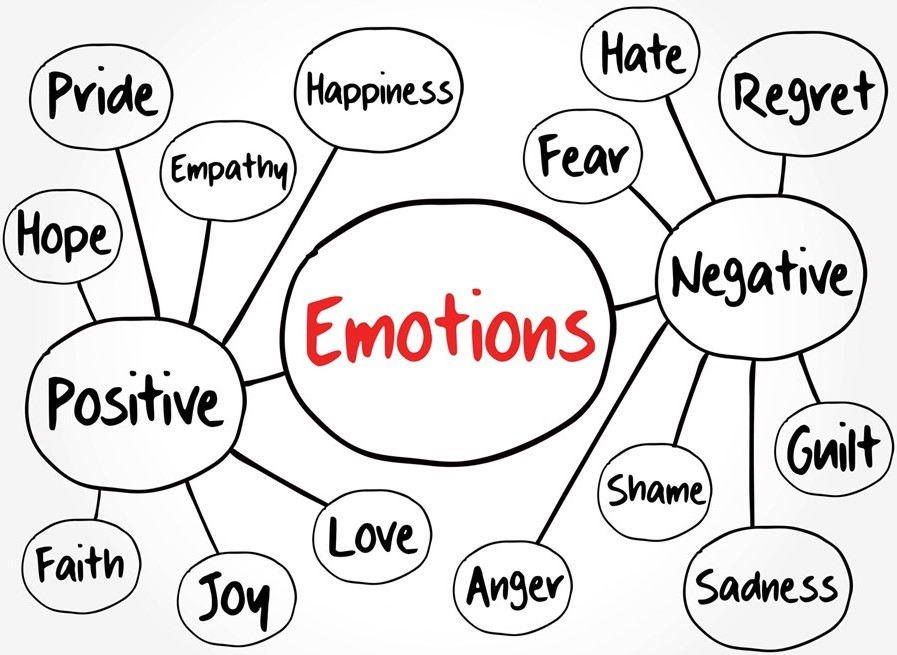 Pride
Happiness
Empathy
Hope
Hate
Regret
Fear
Negative
Emotions
Positive
Guilt
Shame
Love
Faith
Joy
Anger
Sadness